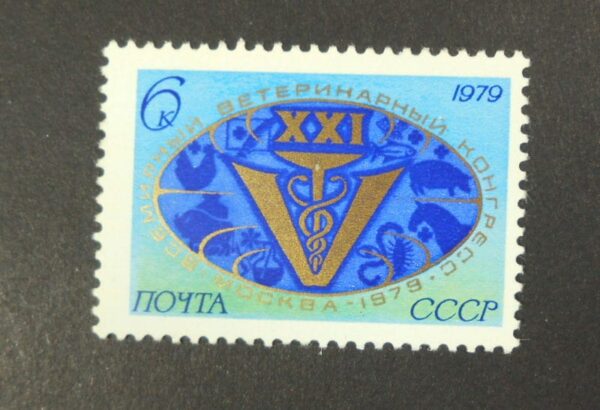 6 к
1979
ВСЕМИРНЫЙ ВЕТЕРИНАРНЫЙ КОНГРЕСС·
XXI
V
МОСКВА-1979·
ПОЧТА
СССР